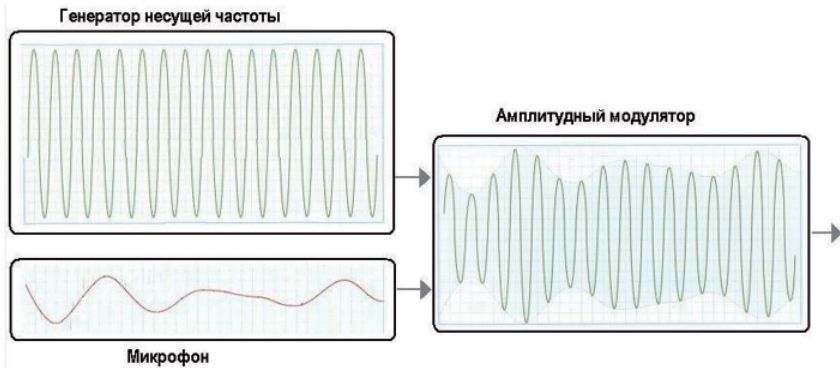 Генератор несущей частоты
Амплитудный модулятор
Микрофон